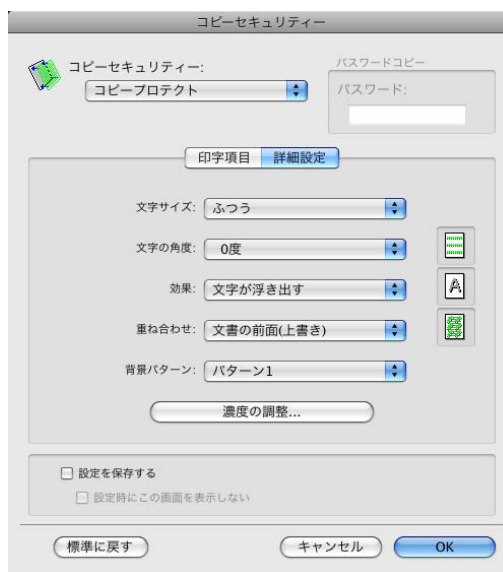 コピーセキュリティー
コピーセキュリティー:
コピープロテクト
パスワードコピー
パスワード:
印字項目 詳細設定
文字サイズ: ふつう
文字の角度: 0度
効果: 文字が浮き出す
A
重ね合わせ: 文書の前面(上書き)
背景パターン: パターン1
濃度の調整...
設定を保存する
設定時にこの画面を表示しない
標準に戻す キャンセル OK